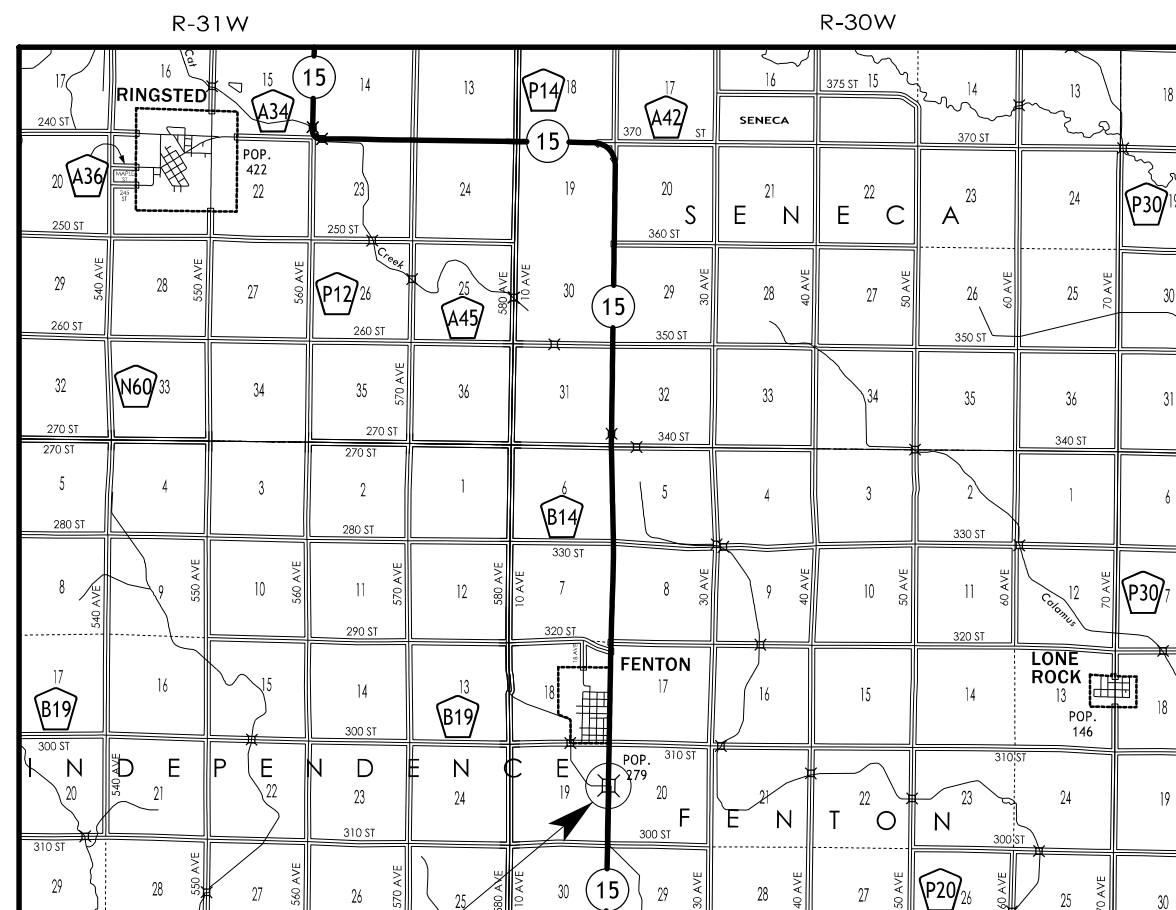 R-31W R-30W
17 16 15 14 13 18 17 16 15 14 13 18
Cat
15
P14
375 ST
RINGSTED
A34
A42
SENECA
240 ST
370 ST
370 ST
15
POP.
422
A36
MAPLE
ST
245
ST
20 22 23 24 19 20 21 22 23 24 19
P30
S E N E C A
250 ST 250 ST 360 ST
Creek
540 AVE 550 AVE 560 AVE 580 AVE 10 AVE 30 AVE 40 AVE 50 AVE 60 AVE 70 AVE
29 28 27 26 25 30 29 28 27 26 25 30
P12
A45
15
260 ST 260 ST 350 ST 350 ST
N60
570 AVE
32 33 34 35 36 31 32 33 34 35 36 31
270 ST 270 ST 340 ST 340 ST
270 ST 270 ST
5 4 3 2 1 6 5 4 3 2 1 6
B14
280 ST 280 ST 330 ST 330 ST
8 9 10 11 12 7 8 9 10 11 12 7
540 AVE 550 AVE 560 AVE 570 AVE 580 AVE 10 AVE 30 AVE 40 AVE 50 AVE 60 AVE 70 AVE
P30
Calamus
290 ST 320 ST 320 ST
18 AVE
FENTON
LONE
ROCK
17 16 15 14 13 18 17 16 15 14 13 18
B19
B19
POP.
146
300 ST 300 ST 310 ST 310 ST
I N D E P E N D E N C E
POP.
279
540 AVE
20 21 22 23 24 19 20 21 22 23 24 19
F E N T O N
310 ST 310 ST 300 ST 300 ST
29 28 27 26 25 30 29 28 27 26 25 30
550 AVE 560 AVE 570 AVE 580 AVE 10 AVE 30 AVE 40 AVE 50 AVE 60 AVE 70 AVE
15
P20